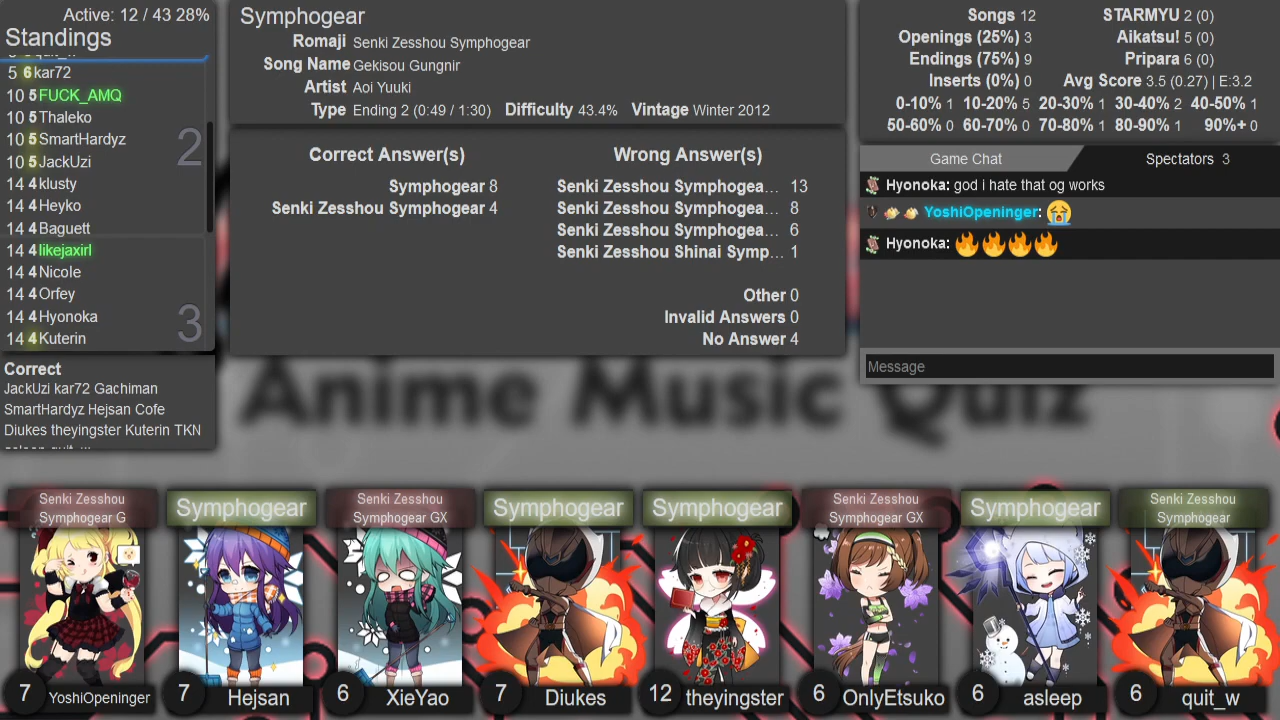 Active: 12 / 43 28%
Standings
5 6 kar72
10 5 FUCK_AMQ
10 5 Thaleko
10 5 SmartHardyz
10 5 JackUzi
2
14 4 klusty
14 4 Heyko
14 4 Baguett
14 4 likejaxirl
14 4 Nicole
14 4 Orfey
14 4 Hyonoka
14 4 Kuterin
3
Correct
JackUzi kar72 Gachiman
SmartHardyz Hejsan Cofe
Diukes theyingster Kuterin TKN
asleep quit_w
Symphogear
Romaji Senki Zesshou Symphogear
Song Name Gekisou Gungnir
Artist Aoi Yuuki
Type Ending 2 (0:49 / 1:30) Difficulty 43.4% Vintage Winter 2012
Correct Answer(s)
Symphogear 8
Senki Zesshou Symphogear 4
Wrong Answer(s)
Senki Zesshou Symphogea... 13
Senki Zesshou Symphogea... 8
Senki Zesshou Symphogea... 6
Senki Zesshou Shinai Symp... 1
Other 0
Invalid Answers 0
No Answer 4
Songs 12 STARMYU 2 (0)
Openings (25%) 3 Aikatsu! 5 (0)
Endings (75%) 9 Pripara 6 (0)
Inserts (0%) 0 Avg Score 3.5 (0.27) | E:3.2
0-10% 1 10-20% 5 20-30% 1 30-40% 2 40-50% 1
50-60% 0 60-70% 0 70-80% 1 80-90% 1 90%+ 0
Game Chat Spectators 3
Hyonoka: god i hate that og works
YoshiOpeninger: 😭
Hyonoka: 🔥🔥🔥🔥
Message
Anime Music Quiz
Senki Zesshou
Symphogear G
Symphogear
Senki Zesshou
Symphogear GX
Symphogear
Symphogear
Senki Zesshou
Symphogear GX
Symphogear
Senki Zesshou
Symphogear
7 YoshiOpeninger
7 Hejsan
6 XieYao
7 Diukes
12 theyingster
6 OnlyEtsuko
6 asleep
6 quit_w